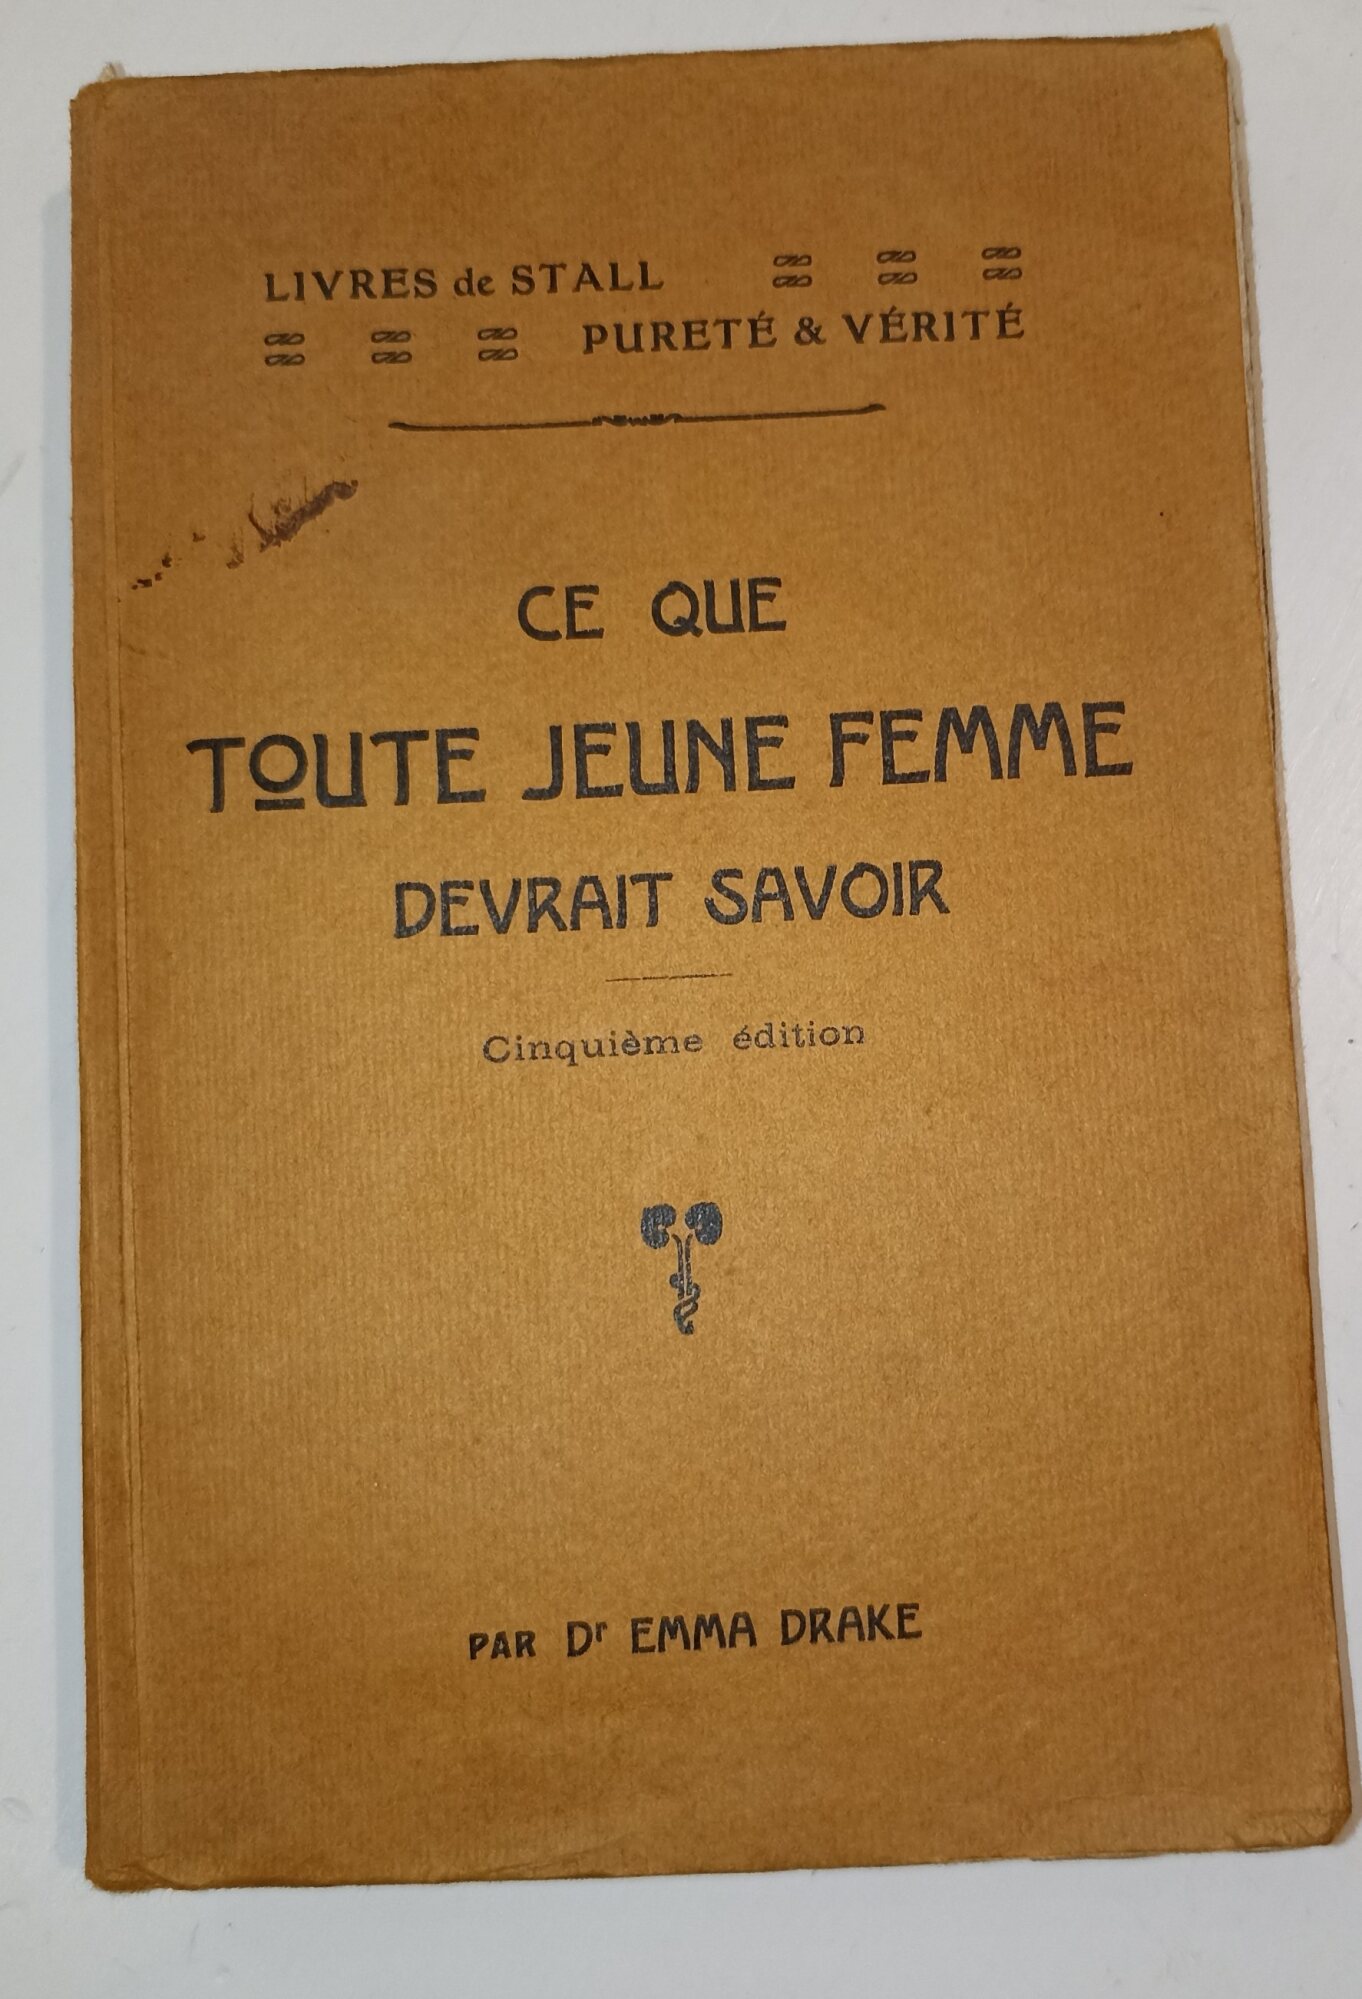 LIVRES de STALL
PURETÉ & VÉRITÉ
CE QUE
TOUTE JEUNE FEMME
DEVRAIT SAVOIR
Cinquième édition
PAR Dr EMMA DRAKE